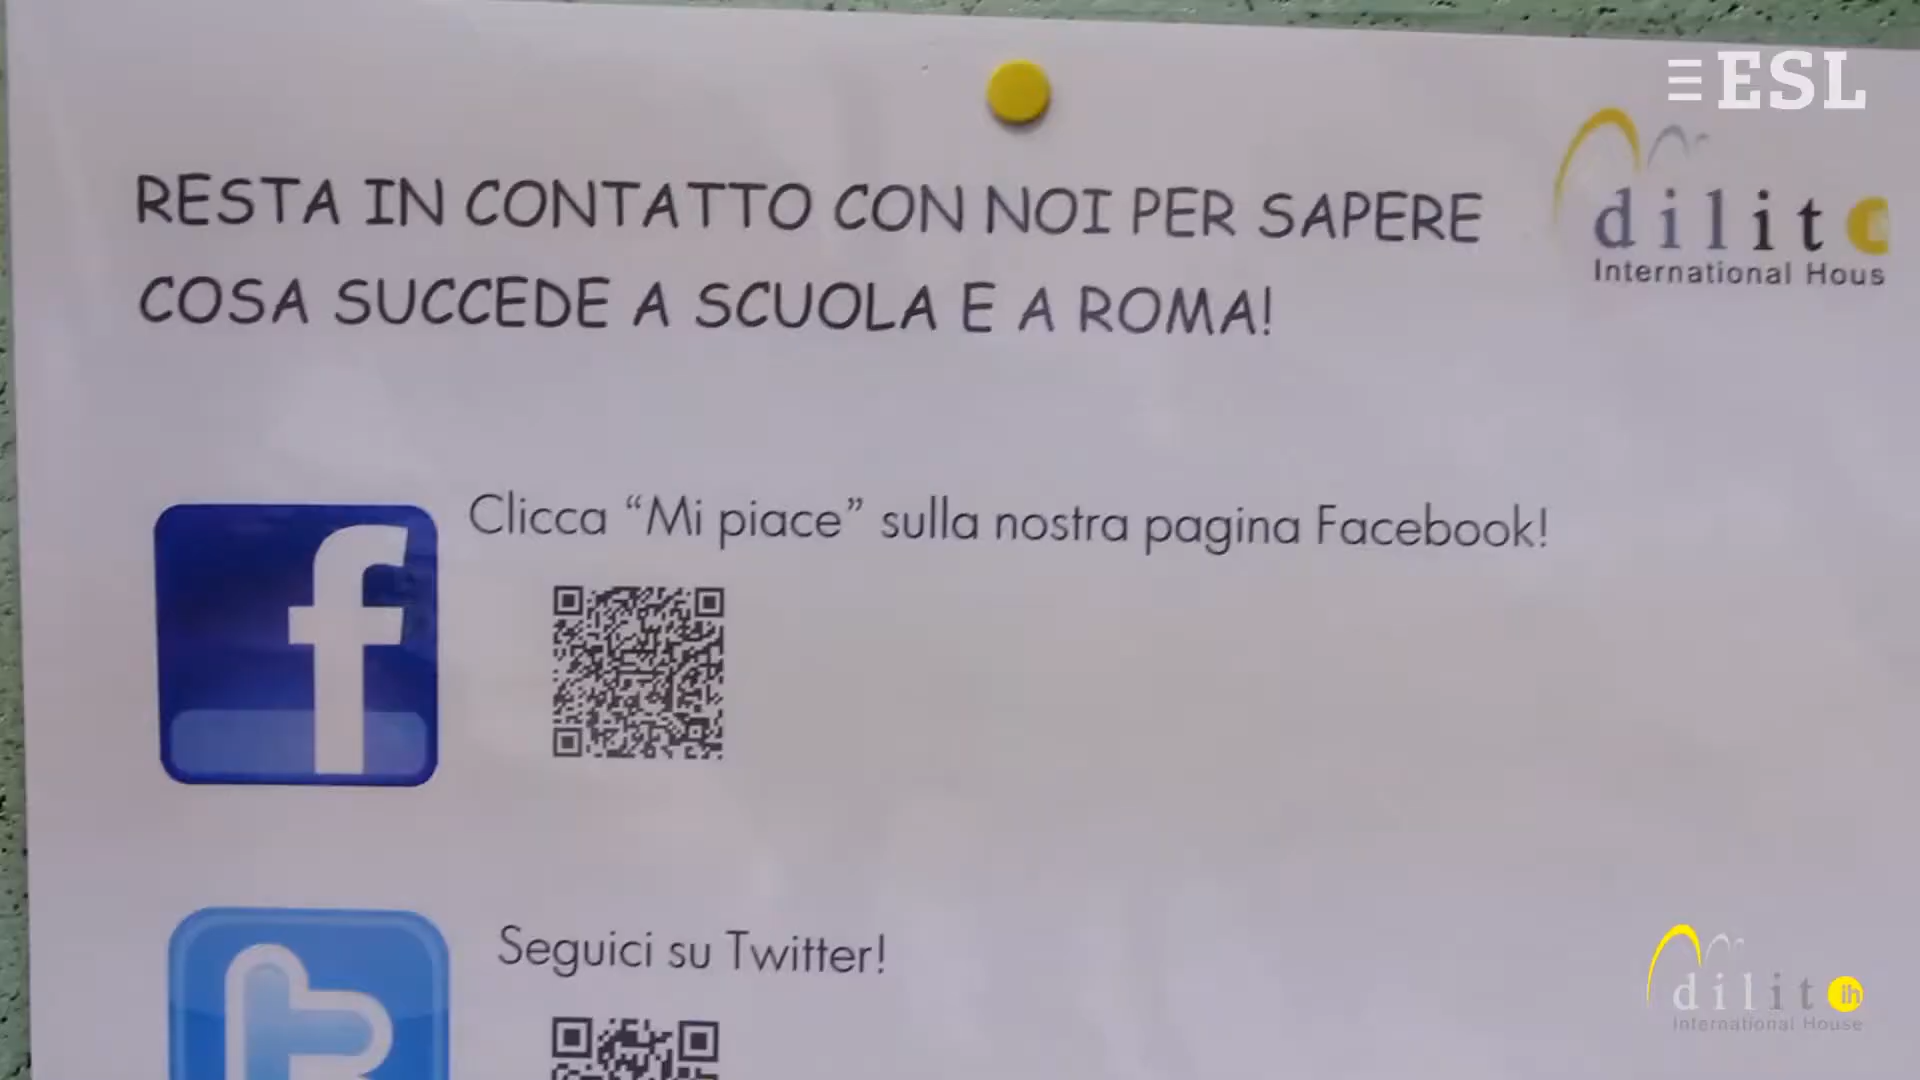 ESL
dilit
International Hous
RESTA IN CONTATTO CON NOI PER SAPERE
COSA SUCCEDE A SCUOLA E A ROMA!
f
Clicca “Mi piace” sulla nostra pagina Facebook!
Seguici su Twitter!
dilit ih
International House